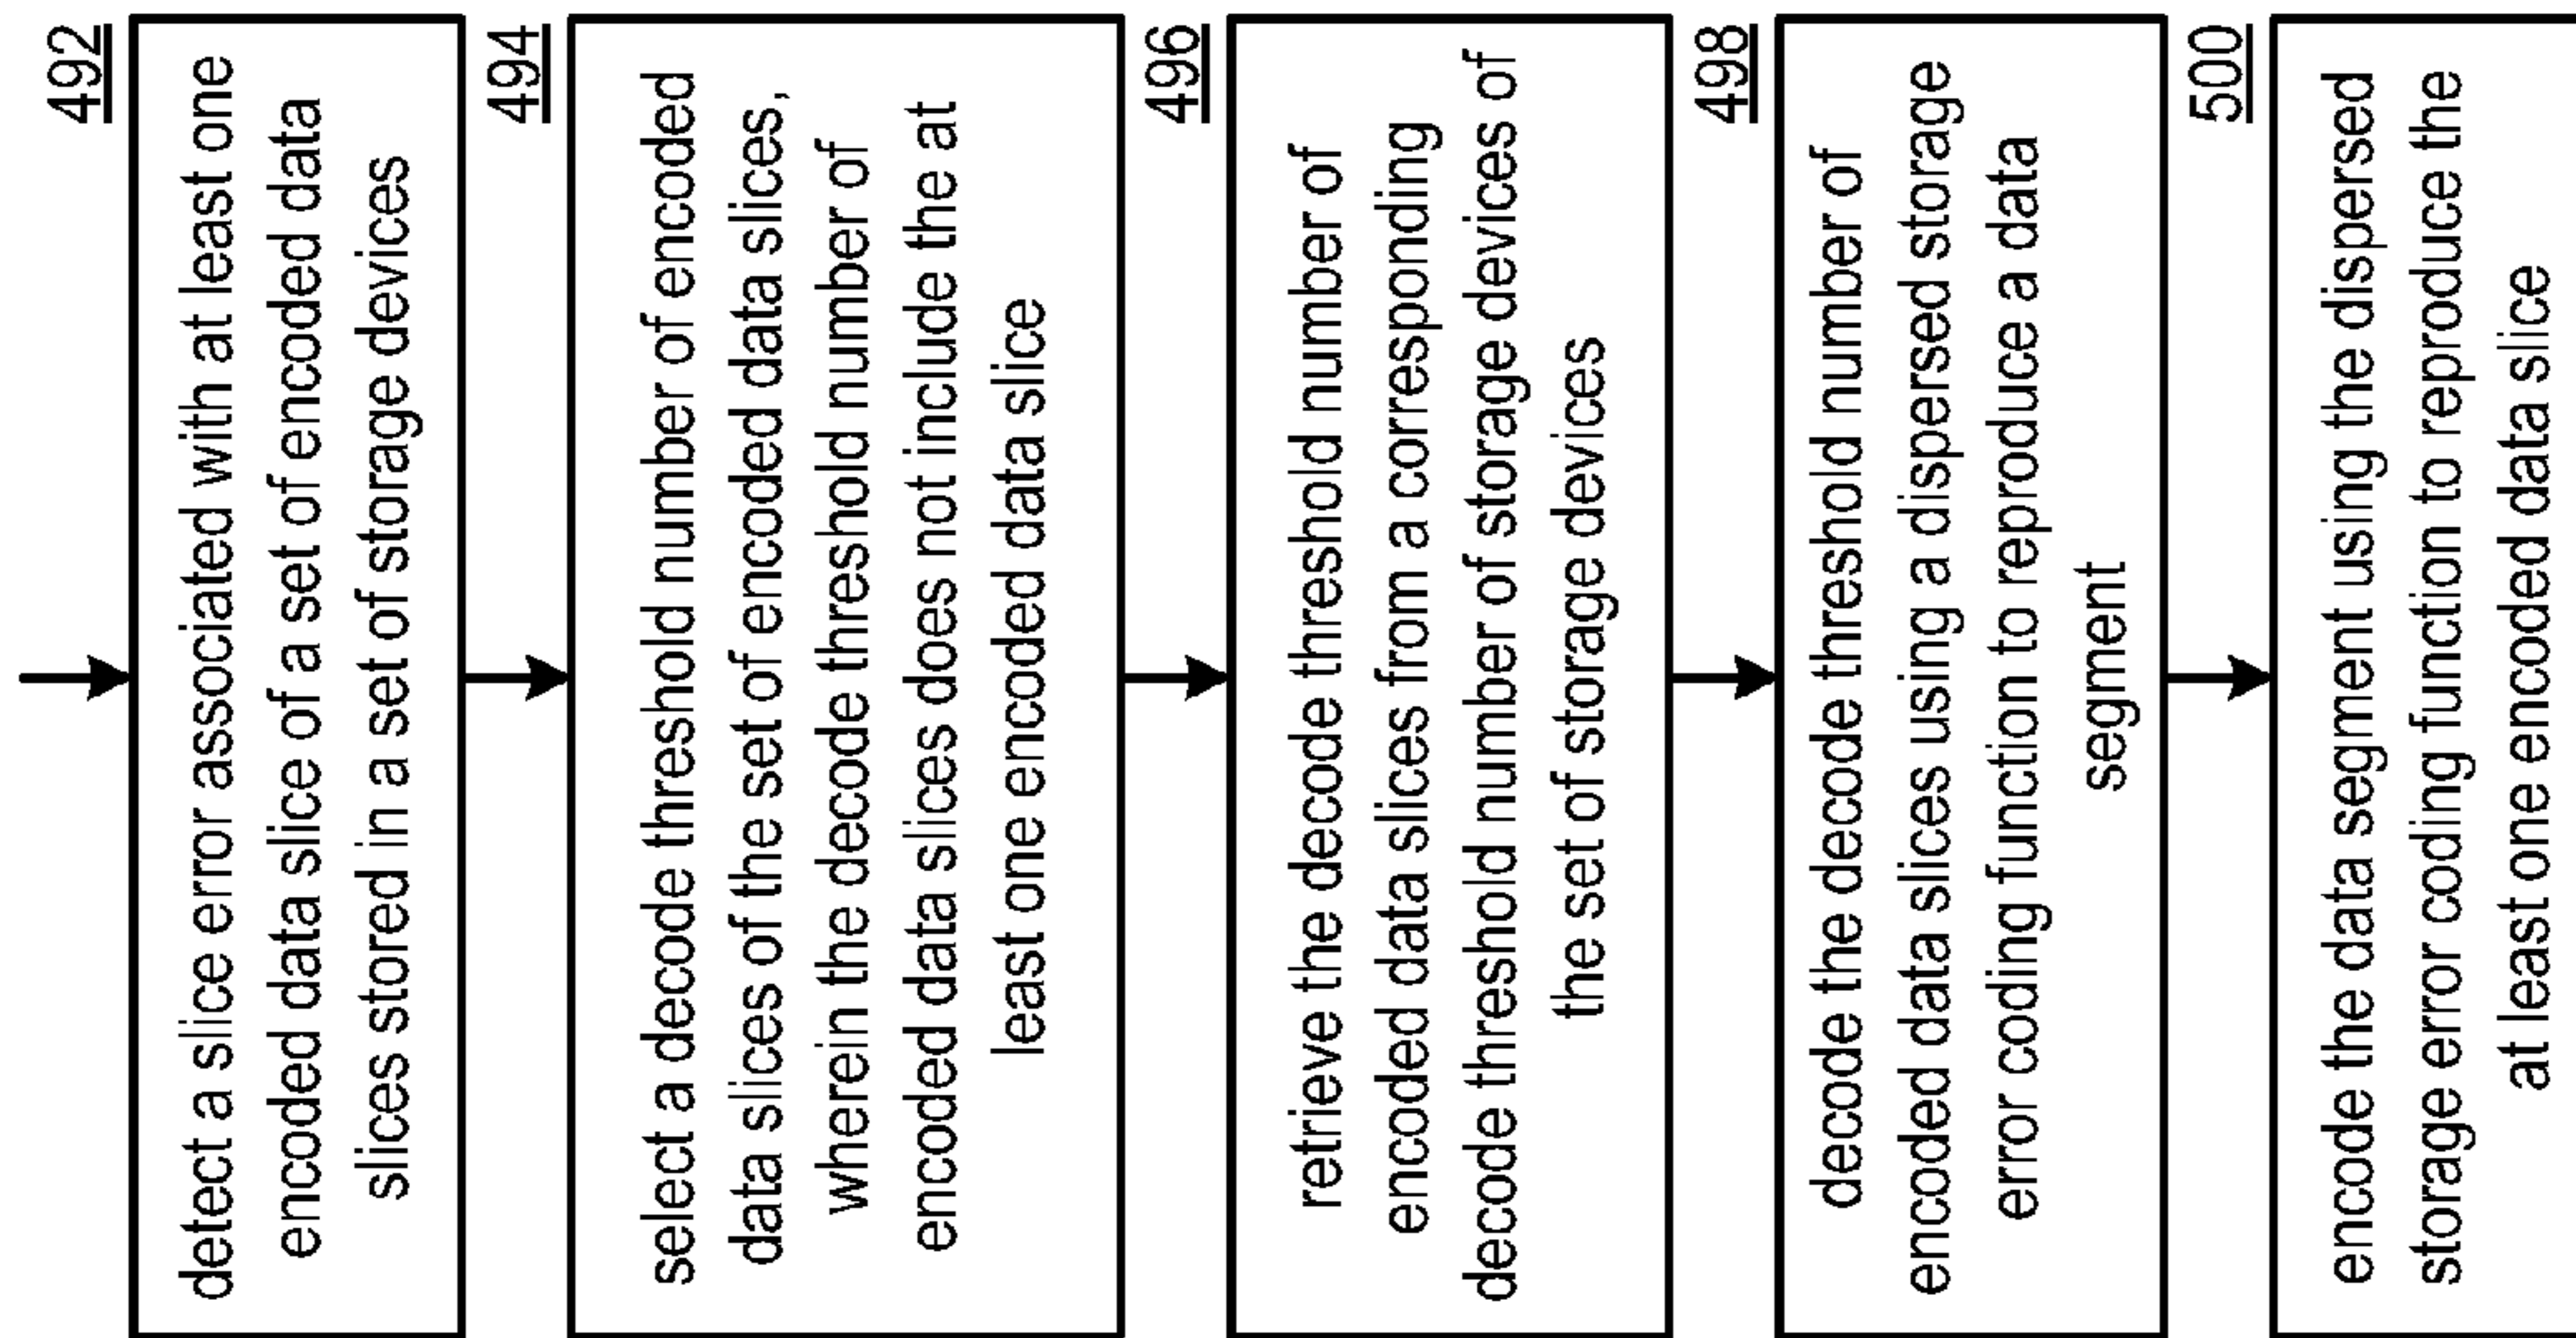 492
detect a slice error associated with at least one
encoded data slice of a set of encoded data
slices stored in a set of storage devices
494
select a decode threshold number of encoded
data slices of the set of encoded data slices,
wherein the decode threshold number of
encoded data slices does not include the at
least one encoded data slice
496
retrieve the decode threshold number of
encoded data slices from a corresponding
decode threshold number of storage devices of
the set of storage devices
498
decode the decode threshold number of
encoded data slices using a dispersed storage
error coding function to reproduce a data
segment
500
encode the data segment using the dispersed
storage error coding function to reproduce the
at least one encoded data slice